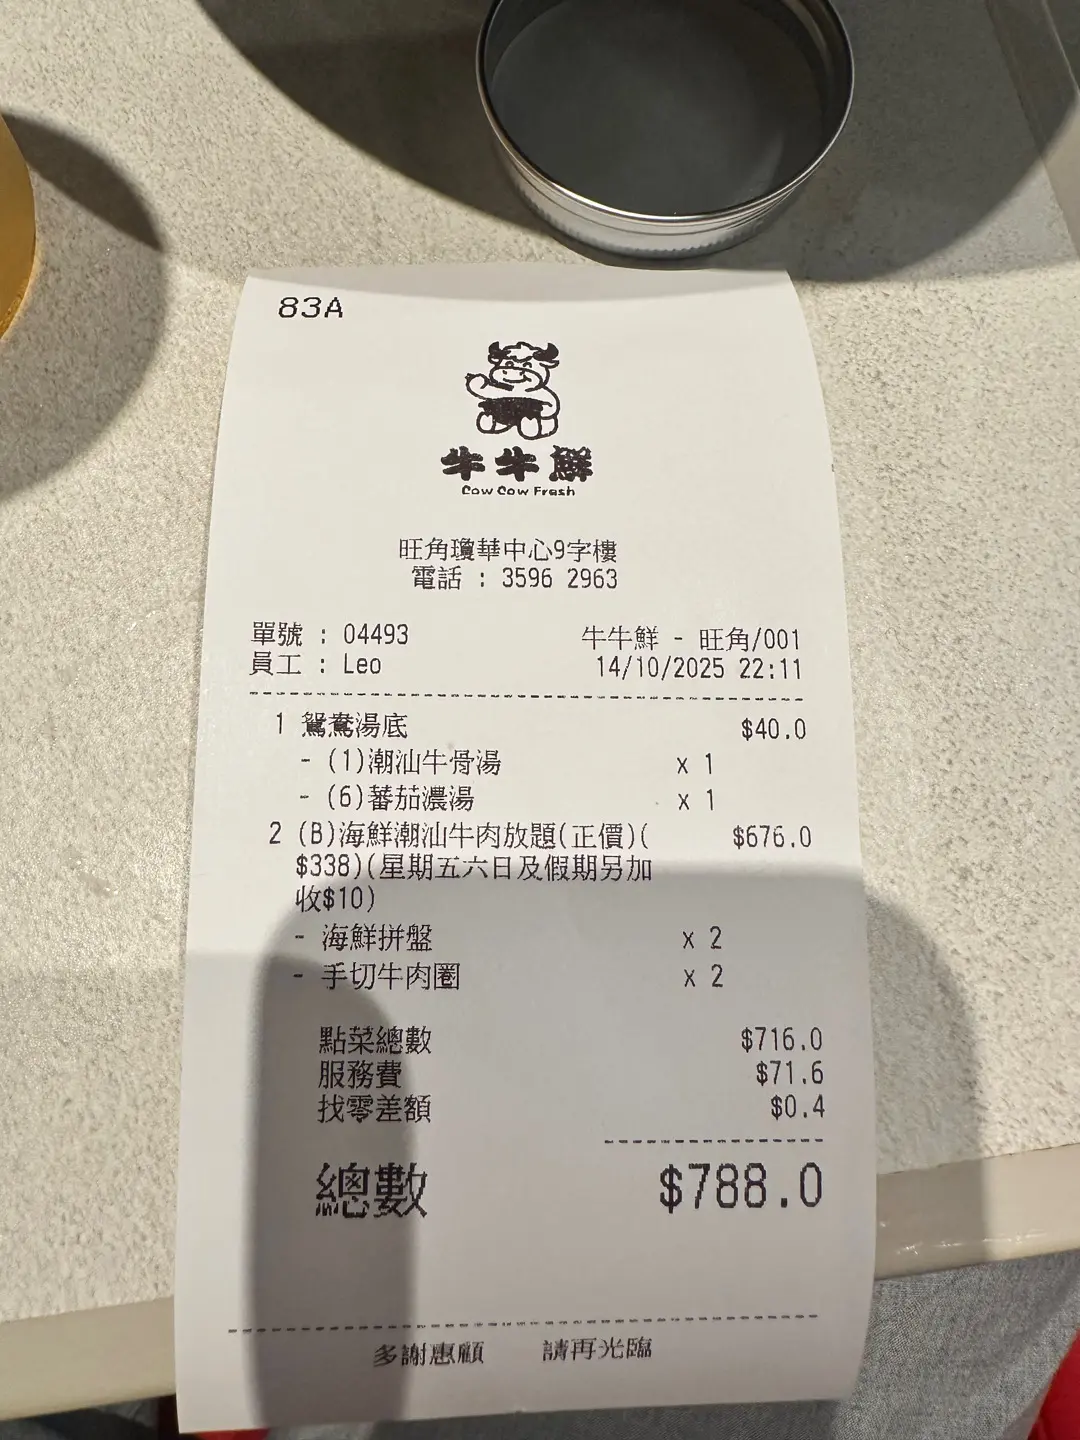 83A
牛牛鮮
Cow Cow Fresh
旺角瓊華中心9字樓
電話 : 3596 2963
單號 : 04493 牛牛鮮 - 旺角/001
員工 : Leo 14/10/2025 22:11
1 鴛鴦湯底 $40.0
- (1)潮汕牛骨湯 x 1
- (6)蕃茄濃湯 x 1
2 (B)海鮮潮汕牛肉放題(正價)( $676.0
$338)(星期五六日及假期另加
收$10)
- 海鮮拼盤 x 2
- 手切牛肉圈 x 2
點菜總數 $716.0
服務費 $71.6
找零差額 $0.4
總數 $788.0
多謝惠顧 請再光臨